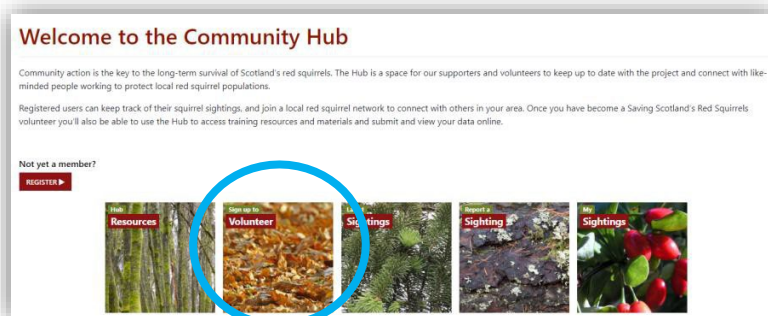 Welcome to the Community Hub
Community action is the key to the long-term survival of Scotland's red squirrels. The Hub is a space for our supporters and volunteers to keep up to date with the project and connect with like-
minded people working to protect local red squirrel populations.
Registered users can keep track of their squirrel sightings, and join a local red squirrel network to connect with others in your area. Once you have become a Saving Scotland's Red Squirrels
volunteer you'll also be able to use the Hub to access training resources and materials and submit and view your data online.
Not yet a member?
REGISTER
Hub
Resources
Sign up to
Volunteer
Sightings
Report a
Sighting
My
Sightings